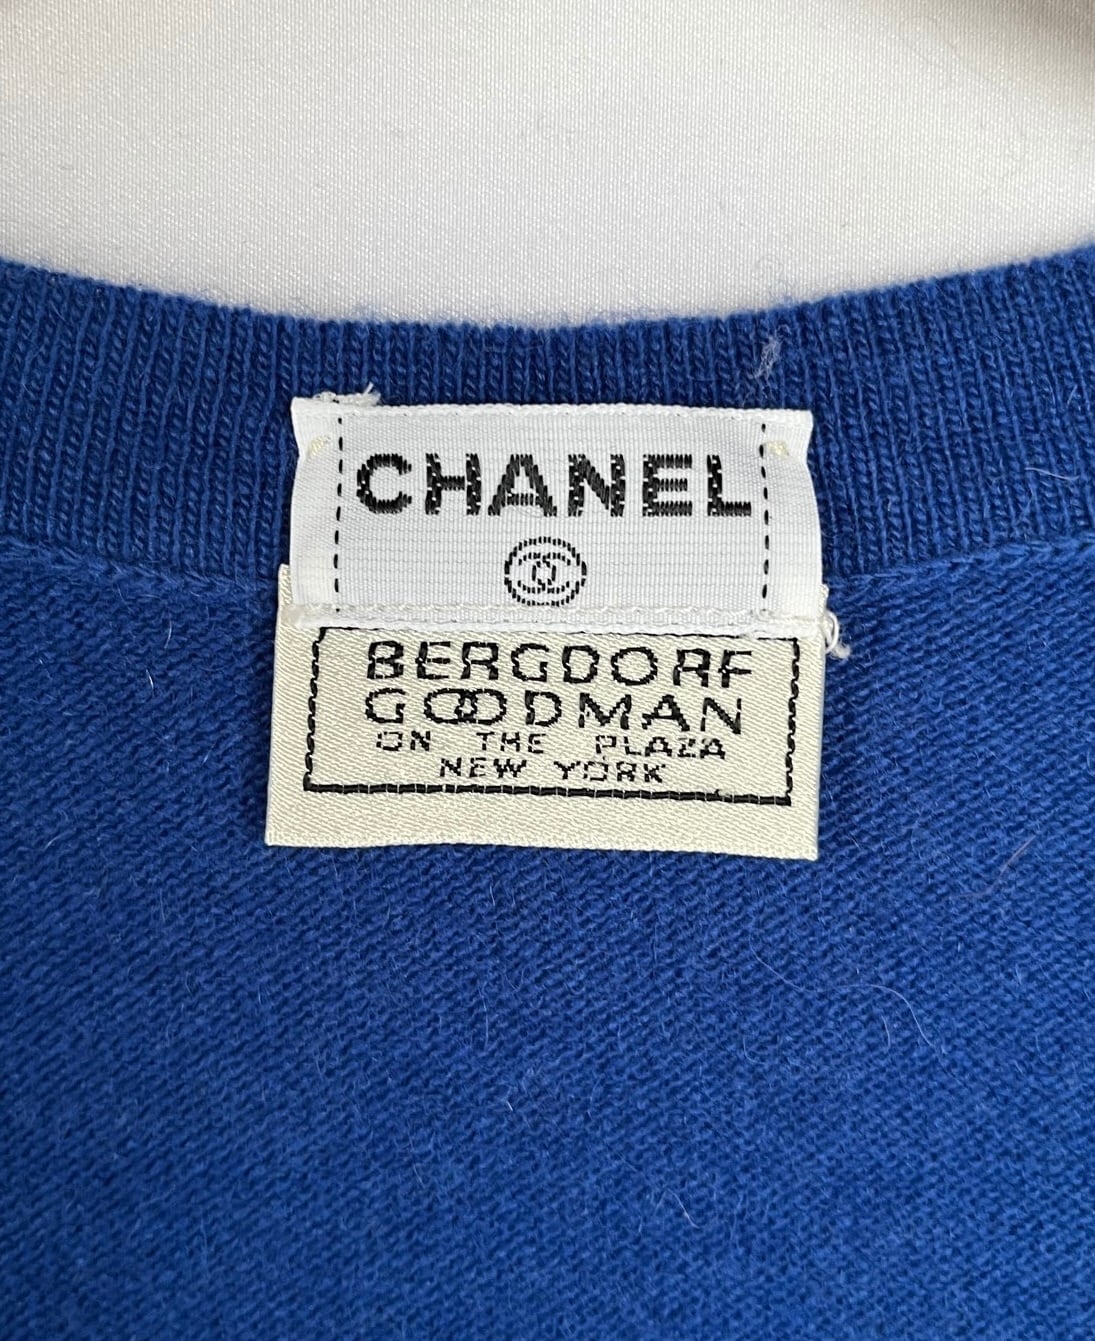 CHANEL
BERGDORF
GOODMAN
ON THE PLAZA
NEW YORK